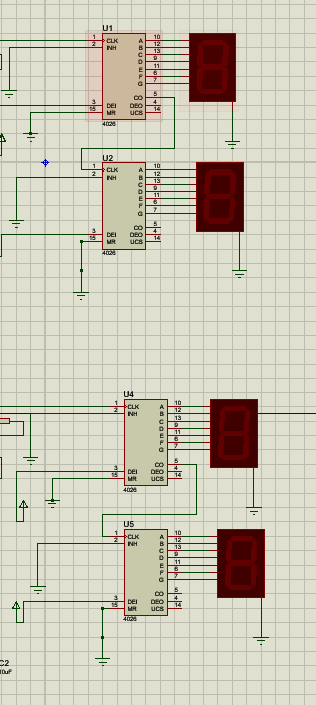 U1
1 CLK A 10
2 INH B 12
C 13
D 9
E 11
F 6
G 7
CO 5
3 DEI DEO 4
15 MR UCS 14
4026
U2
1 CLK A 10
2 INH B 12
C 13
D 9
E 11
F 6
G 7
CO 5
3 DEI DEO 4
15 MR UCS 14
4026
U4
1 CLK A 10
2 INH B 12
C 13
D 9
E 11
F 6
G 7
CO 5
3 DEI DEO 4
15 MR UCS 14
4026
U5
1 CLK A 10
2 INH B 12
C 13
D 9
E 11
F 6
G 7
CO 5
3 DEI DEO 4
15 MR UCS 14
4026
C2
10uF